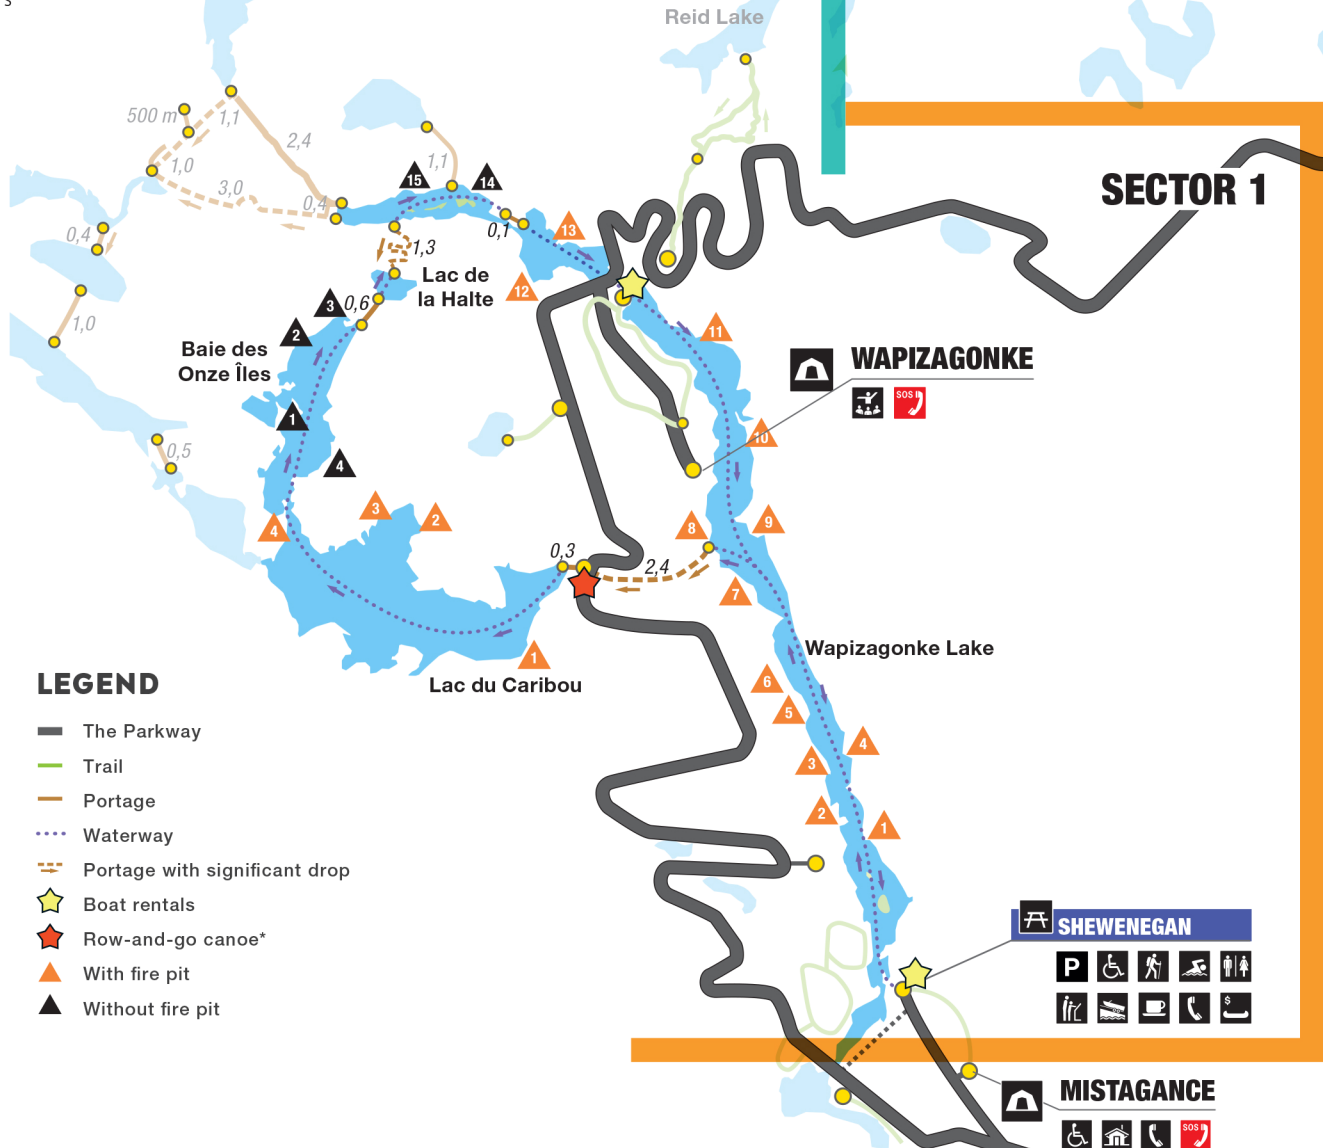 s
Reid Lake
500 m
1,1
2,4
1,0
3,0
0,4
1,1
15
14
0,1
13
SECTOR 1
0,4
1,3
Lac de
la Halte
12
1,0
3
0,6
2
11
Baie des
Onze Îles
WAPIZAGONKE
SOS
1
10
0,5
4
3
2
4
8
9
0,3
2,4
7
Wapizagonke Lake
1
Lac du Caribou
6
5
4
3
2
1
LEGEND
The Parkway
Trail
Portage
Waterway
Portage with significant drop
Boat rentals
Row-and-go canoe*
With fire pit
Without fire pit
SHEWENEGAN
P
$
MISTAGANCE
SOS